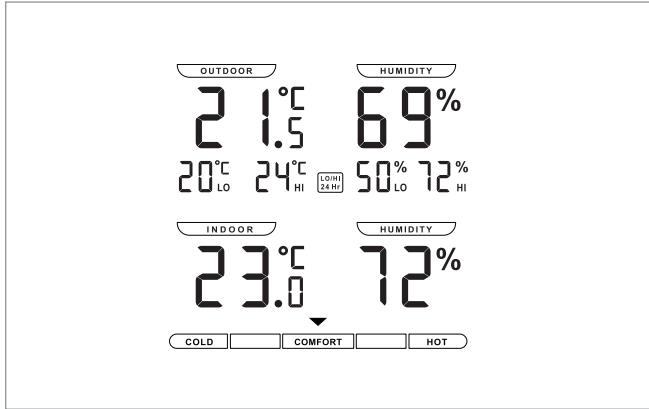 OUTDOOR HUMIDITY
21.5°C 69%
20°C LO 24°C HI LO/HI 24 Hr 50% LO 72% HI
INDOOR HUMIDITY
23.0°C 72%
COLD COMFORT HOT